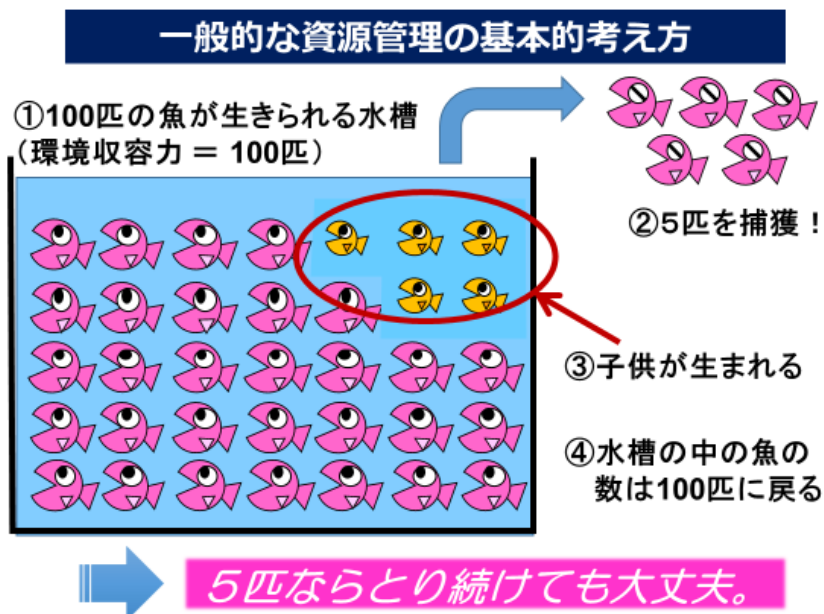 一般的な資源管理の基本的考え方
①100匹の魚が生きられる水槽
（環境収容力 ＝ 100匹）
②５匹を捕獲！
③子供が生まれる
④水槽の中の魚の
数は100匹に戻る
５匹ならとり続けても大丈夫。